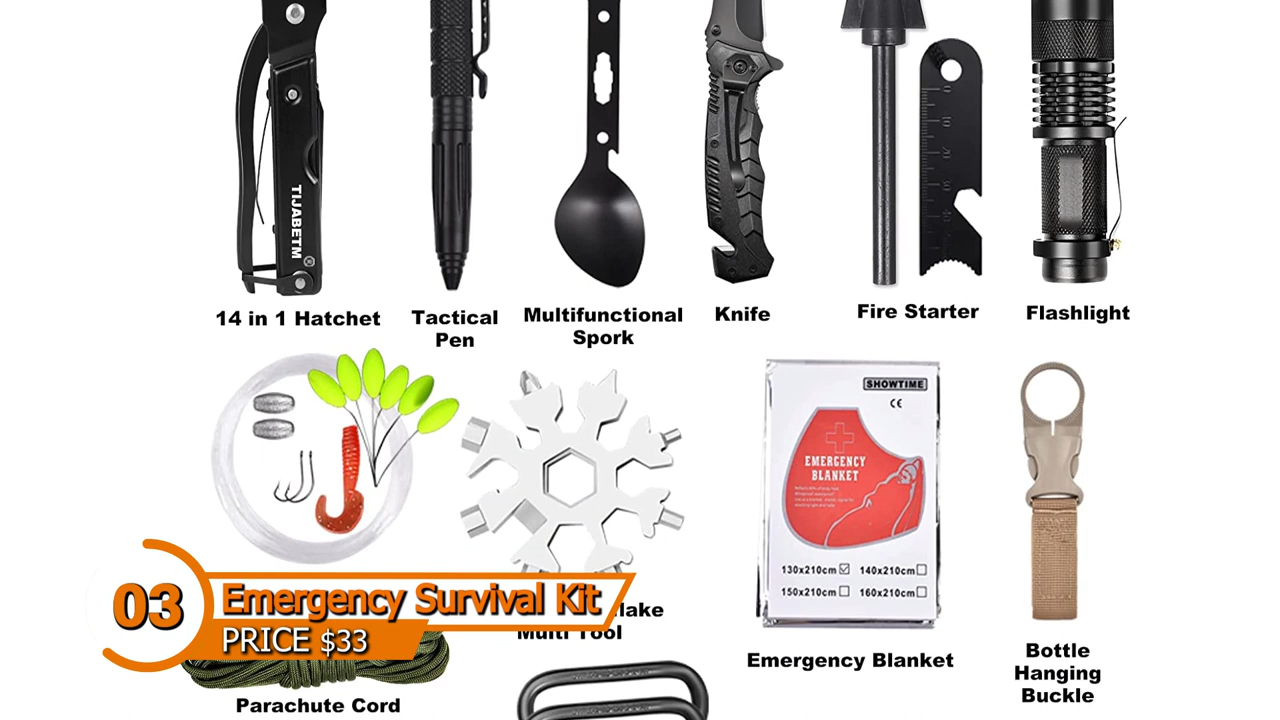 TIJABETM
®
14 in 1 Hatchet
Tactical
Pen
Multifunctional
Spork
Knife
Fire Starter
Flashlight
SHOWTIME
CE
EMERGENCY
BLANKET
130x210cm ☑ 140x210cm ☐
150x210cm ☐ 160x210cm ☐
03
Emergency Survival Kit
PRICE $33
lake
Multi Tool
Emergency Blanket
Bottle
Hanging
Buckle
Parachute Cord